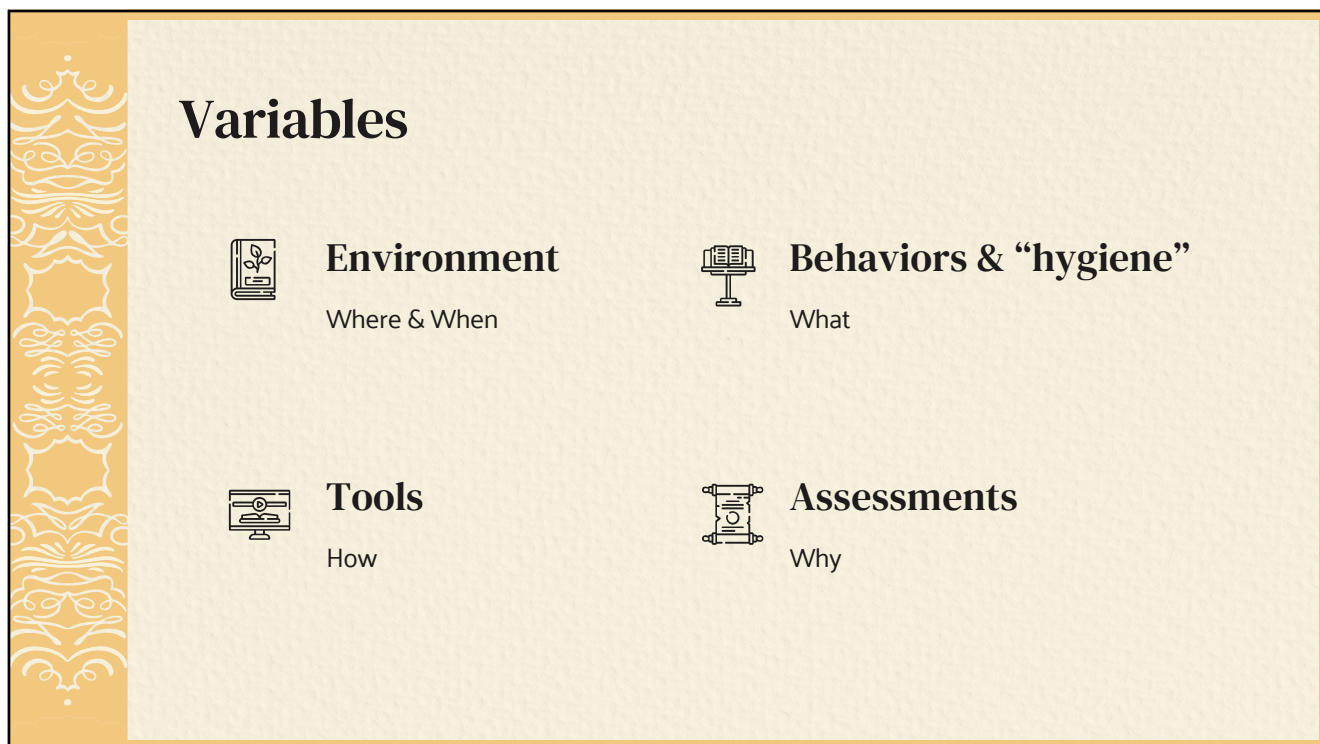 Variables
Environment
Where & When
Behaviors & “hygiene”
What
Tools
How
Assessments
Why